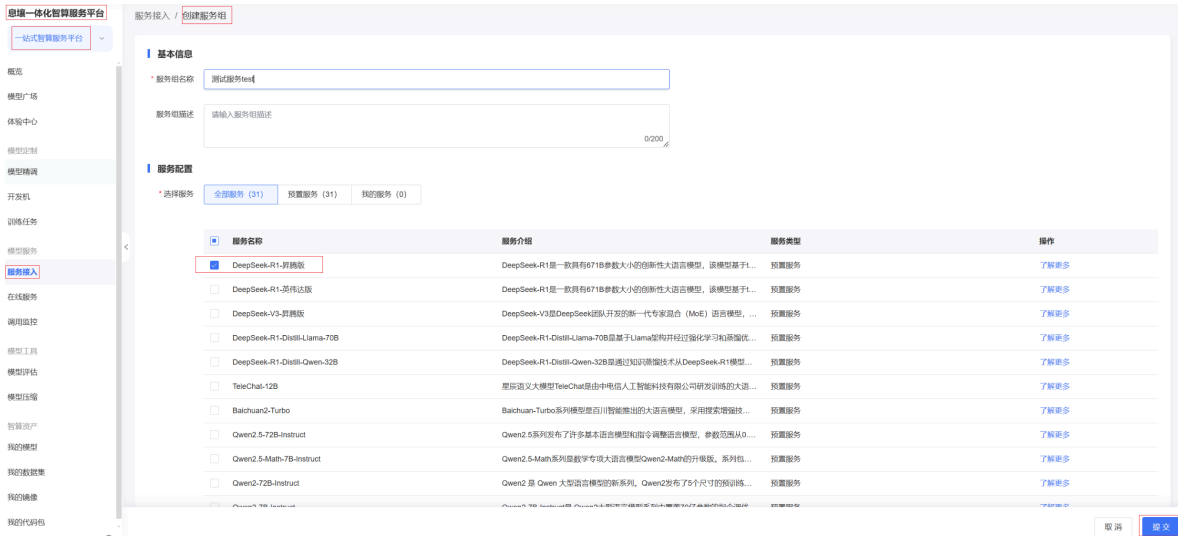 息壤一体化智算服务平台
服务接入 / 创建服务组
一站式智算服务平台
概览
模型广场
体验中心
模型定制
模型精调
开发机
训练任务
模型服务
服务接入
在线服务
调用监控
模型工具
模型评估
模型压缩
智算资产
我的模型
我的数据集
我的镜像
我的代码包
基本信息
* 服务组名称 测试服务test
服务组描述 请输入服务组描述
0/200
服务配置
* 选择服务 全部服务（31） 预置服务（31） 我的服务（0）
服务名称 服务介绍 服务类型 操作
DeepSeek-R1-昇腾版 DeepSeek-R1是一款具有671B参数大小的创新性大语言模型，该模型基于t... 预置服务 了解更多
DeepSeek-R1-英伟达版 DeepSeek-R1是一款具有671B参数大小的创新性大语言模型，该模型基于t... 预置服务 了解更多
DeepSeek-V3-昇腾版 DeepSeek-V3是DeepSeek团队开发的新一代专家混合（MoE）语言模型，... 预置服务 了解更多
DeepSeek-R1-Distill-Llama-70B DeepSeek-R1-Distill-Llama-70B是基于Llama架构并经过强化学习和蒸馏优... 预置服务 了解更多
DeepSeek-R1-Distill-Qwen-32B DeepSeek-R1-Distill-Qwen-32B是通过知识蒸馏技术从DeepSeek-R1模型... 预置服务 了解更多
TeleChat-12B 星辰语义大模型TeleChat是由中电信人工智能科技有限公司研发训练的大语... 预置服务 了解更多
Baichuan2-Turbo Baichuan-Turbo系列模型是百川智能推出的大语言模型，采用搜索增强技... 预置服务 了解更多
Qwen2.5-72B-Instruct Qwen2.5系列发布了许多基本语言模型和指令调整语言模型，参数范围从0.... 预置服务 了解更多
Qwen2.5-Math-7B-Instruct Qwen2.5-Math系列是数学专项大语言模型Qwen2-Math的升级版。系列包... 预置服务 了解更多
Qwen2-72B-Instruct Qwen2 是 Qwen 大型语言模型的新系列。Qwen2发布了5个尺寸的预训练... 预置服务 了解更多
取消 提交